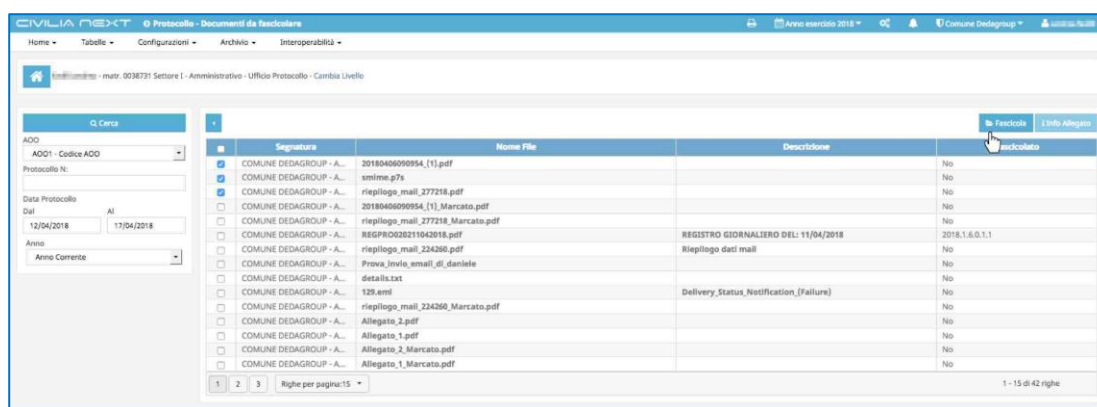 CIVILIA NEXT Protocollo - Documenti da fascicolare Anno esercizio 2018 Comune Dedagroup
Home Tabelle Configurazioni Archivio Interoperabilità
- matr. 0038731 Settore I - Amministrativo - Ufficio Protocollo - Cambia Livello
Cerca
AOO
AOO1 - Codice AOO
Protocollo N:
Data Protocollo
Dal Al
12/04/2018 17/04/2018
Anno
Anno Corrente
+ Fascicola Info Allegato
Segnatura Nome File Descrizione
COMUNE DEDAGROUP - A... 20180406090954_(1).pdf No
COMUNE DEDAGROUP - A... smime.p7s No
COMUNE DEDAGROUP - A... riepilogo_mail_277218.pdf No
COMUNE DEDAGROUP - A... 20180406090954_(1)_Marcato.pdf No
COMUNE DEDAGROUP - A... riepilogo_mail_277218_Marcato.pdf No
COMUNE DEDAGROUP - A... REGPRO020211042018.pdf REGISTRO GIORNALIERO DEL: 11/04/2018 2018.1.6.0.1.1
COMUNE DEDAGROUP - A... riepilogo_mail_224260.pdf Riepilogo dati mail No
COMUNE DEDAGROUP - A... Prova_invio_email_di_daniele No
COMUNE DEDAGROUP - A... details.txt No
COMUNE DEDAGROUP - A... 129.eml Delivery_Status_Notification_(Failure) No
COMUNE DEDAGROUP - A... riepilogo_mail_224260_Marcato.pdf No
COMUNE DEDAGROUP - A... Allegato_2.pdf No
COMUNE DEDAGROUP - A... Allegato_1.pdf No
COMUNE DEDAGROUP - A... Allegato_2_Marcato.pdf No
COMUNE DEDAGROUP - A... Allegato_1_Marcato.pdf No
1 2 3 Righe per pagina:15 1 - 15 di 42 righe